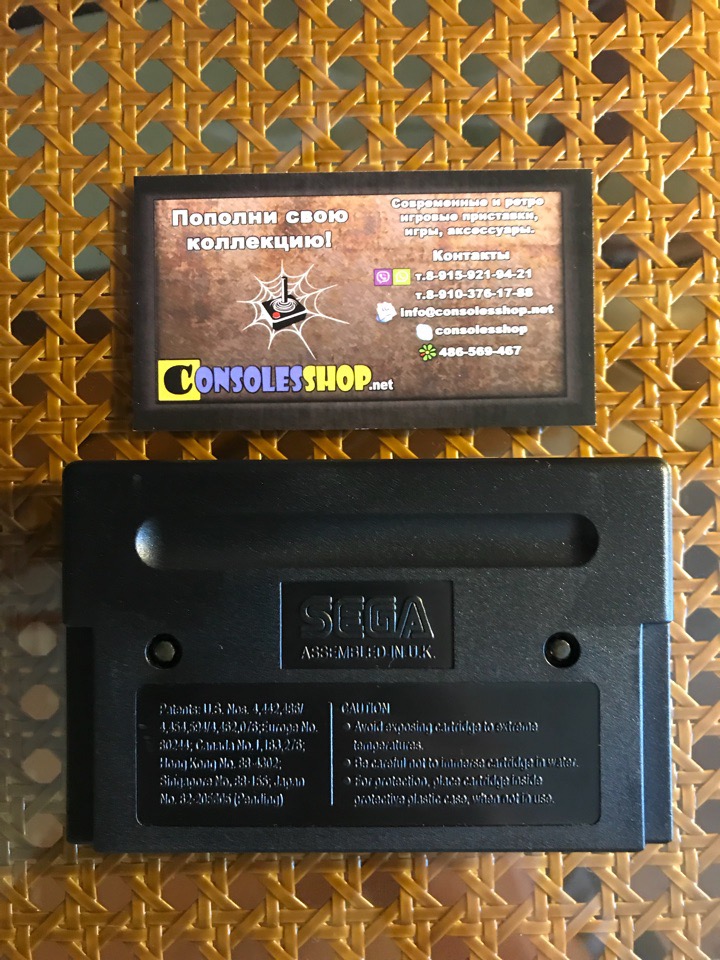 Пополни свою
коллекцию!
CONSOLESSHOP.net
Современные и ретро
игровые приставки,
игры, аксессуары.
Контакты
т.8-915-921-94-21
т.8-910-376-17-88
info@consolesshop.net
consolesshop
486-569-467
SEGA
ASSEMBLED IN U.K.
Patents: U.S. Nos. 4,442,486/
4,454,594/4,462,076; Europe No.
80244; Canada No. 1,183,276;
Hong Kong No. 88-4302;
Singapore No. 88-155; Japan
No. 82-205605 (Pending)
CAUTION
• Avoid exposing cartridge to extreme
temperatures.
• Be careful not to immerse cartridge in water.
• For protection, place cartridge inside
protective plastic case, when not in use.